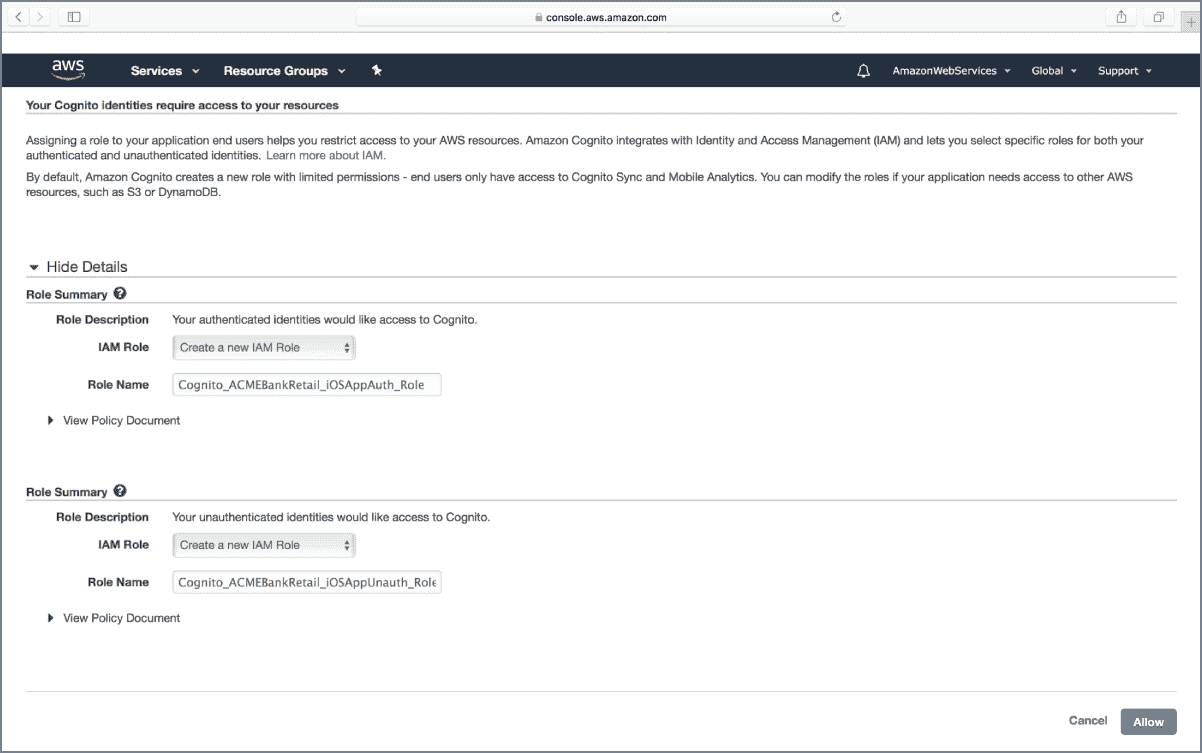 console.aws.amazon.com
aws Services Resource Groups AmazonWebServices Global Support
Your Cognito identities require access to your resources
Assigning a role to your application end users helps you restrict access to your AWS resources. Amazon Cognito integrates with Identity and Access Management (IAM) and lets you select specific roles for both your
authenticated and unauthenticated identities. Learn more about IAM.
By default, Amazon Cognito creates a new role with limited permissions - end users only have access to Cognito Sync and Mobile Analytics. You can modify the roles if your application needs access to other AWS
resources, such as S3 or DynamoDB.
Hide Details
Role Summary ?
Role Description Your authenticated identities would like access to Cognito.
IAM Role Create a new IAM Role
Role Name Cognito_ACMEBankRetail_iOSAppAuth_Role
View Policy Document
Role Summary ?
Role Description Your unauthenticated identities would like access to Cognito.
IAM Role Create a new IAM Role
Role Name Cognito_ACMEBankRetail_iOSAppUnauth_Role
View Policy Document
Cancel Allow